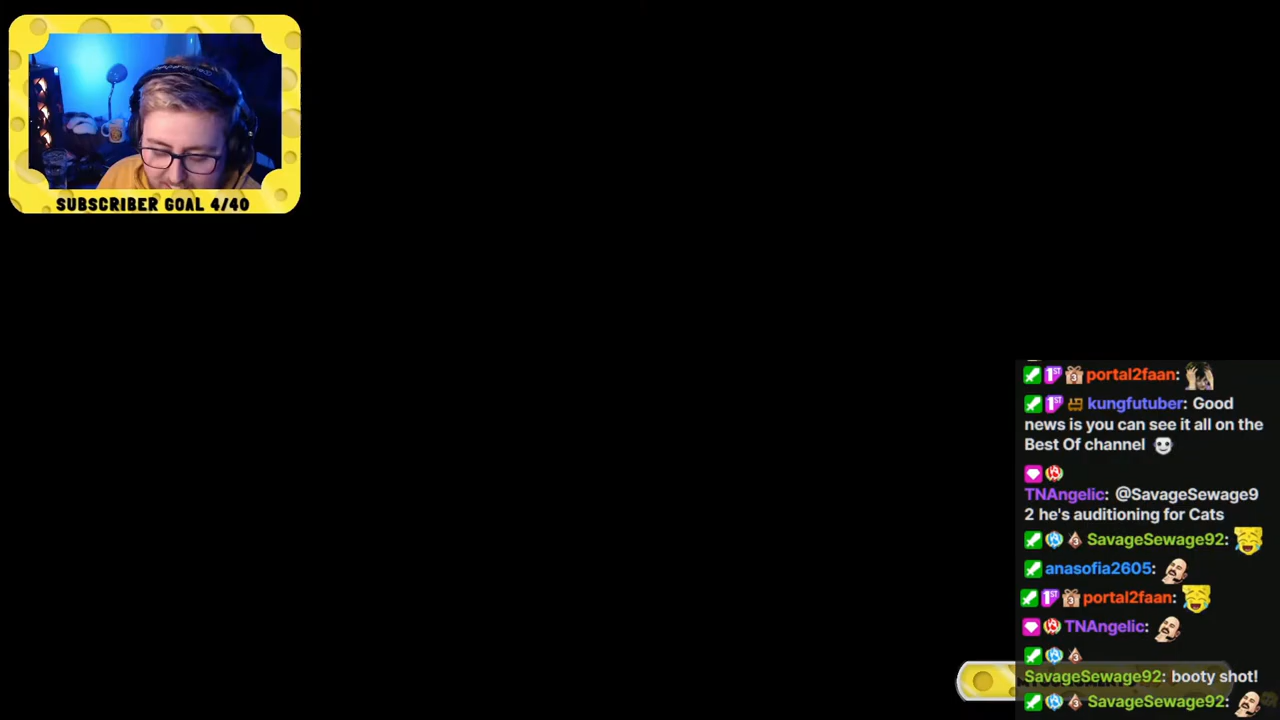 SUBSCRIBER GOAL 4/40
portal2faan:
kungfutuber: Good
news is you can see it all on the
Best Of channel
TNAngelic: @SavageSewage9
2 he's auditioning for Cats
SavageSewage92:
anasofia2605:
portal2faan:
TNAngelic:
SavageSewage92: booty shot!
SavageSewage92: